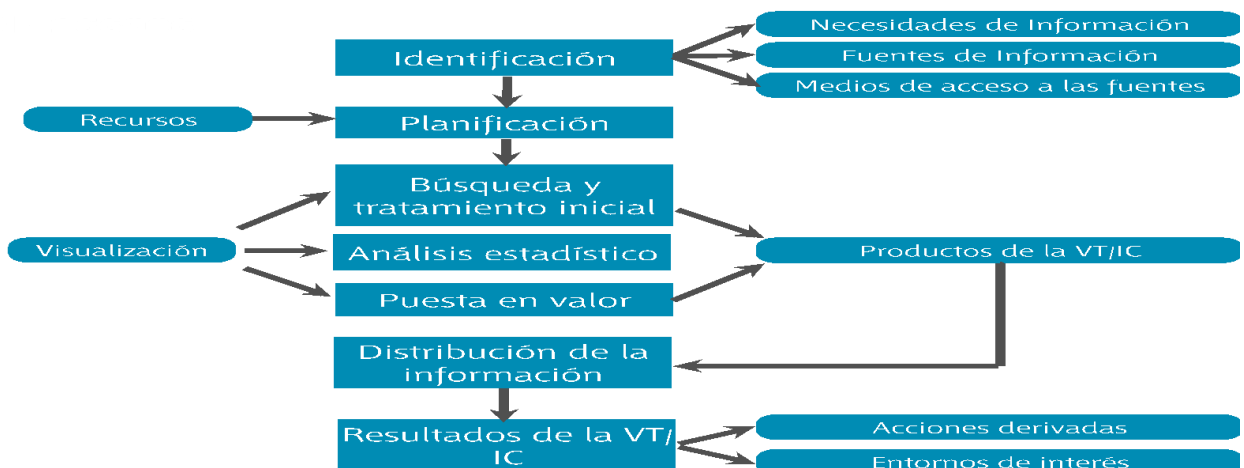 Necesidades de Información
Identificación
Fuentes de Información
Medios de acceso a las fuentes
Recursos
Planificación
Búsqueda y
tratamiento inicial
Visualización
Análisis estadístico
Productos de la VT/IC
Puesta en valor
Distribución de la
información
Resultados de la VT/
IC
Acciones derivadas
Entornos de interés